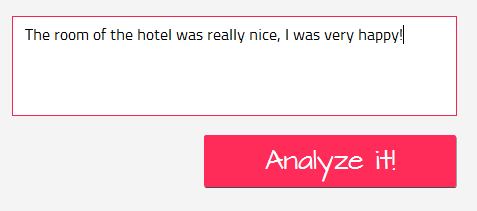 The room of the hotel was really nice, I was very happy!
Analyze it!